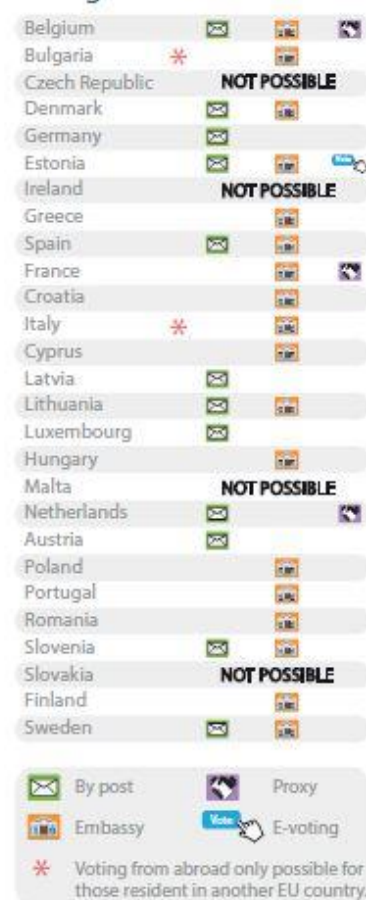 Belgium
Bulgaria *
Czech Republic NOT POSSIBLE
Denmark
Germany
Estonia Vote
Ireland NOT POSSIBLE
Greece
Spain
France
Croatia
Italy *
Cyprus
Latvia
Lithuania
Luxembourg
Hungary
Malta NOT POSSIBLE
Netherlands
Austria
Poland
Portugal
Romania
Slovenia
Slovakia NOT POSSIBLE
Finland
Sweden
By post Proxy
Embassy Vote E-voting
* Voting from abroad only possible for
those resident in another EU country.